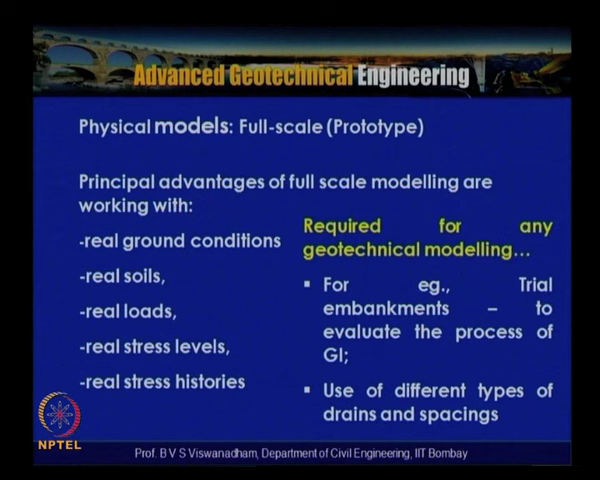 Advanced Geotechnical Engineering
Physical models: Full-scale (Prototype)
Principal advantages of full scale modelling are
working with:
-real ground conditions
-real soils,
-real loads,
-real stress levels,
-real stress histories
Required for any
geotechnical modelling...
▪ For eg., Trial
embankments – to
evaluate the process of
GI;
▪ Use of different types of
drains and spacings
NPTEL
Prof. B V S Viswanadham, Department of Civil Engineering, IIT Bombay